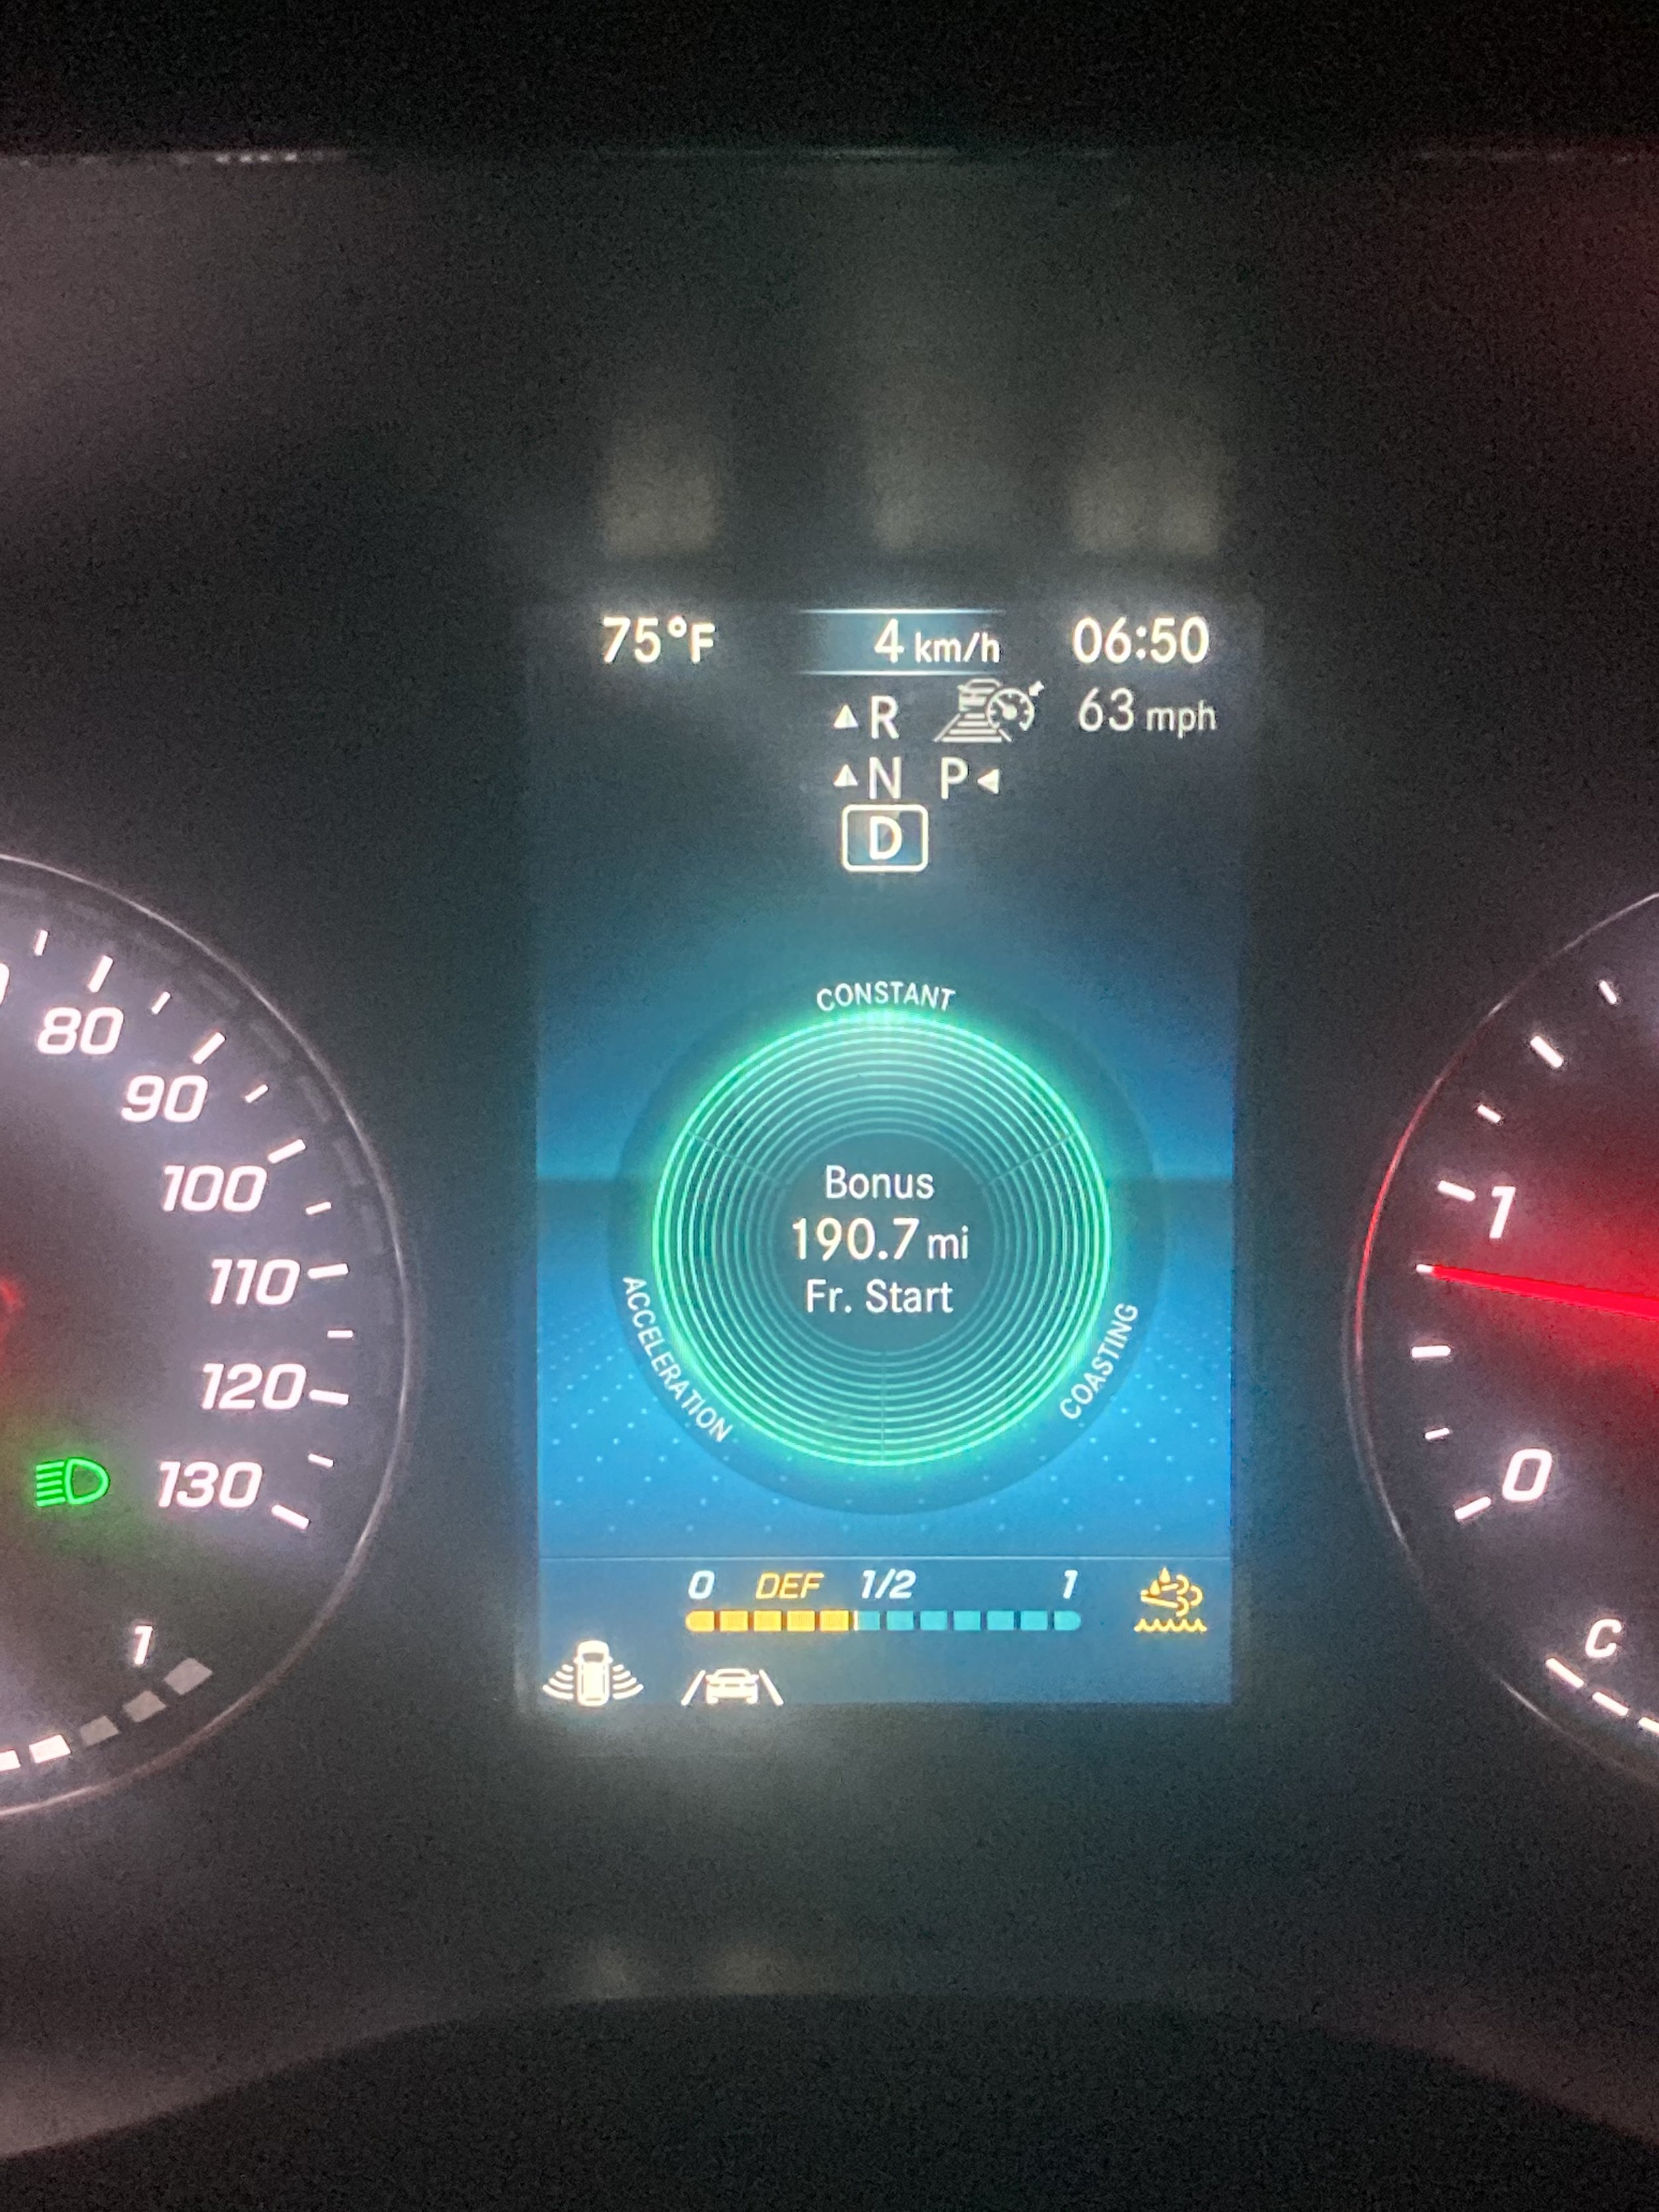 75°F 4 km/h 06:50
R 63 mph
N P
D
CONSTANT
Bonus
190.7 mi
Fr. Start
ACCELERATION
COASTING
0 DEF 1/2 1
80
90
100
110
120
130
1
1
0
C